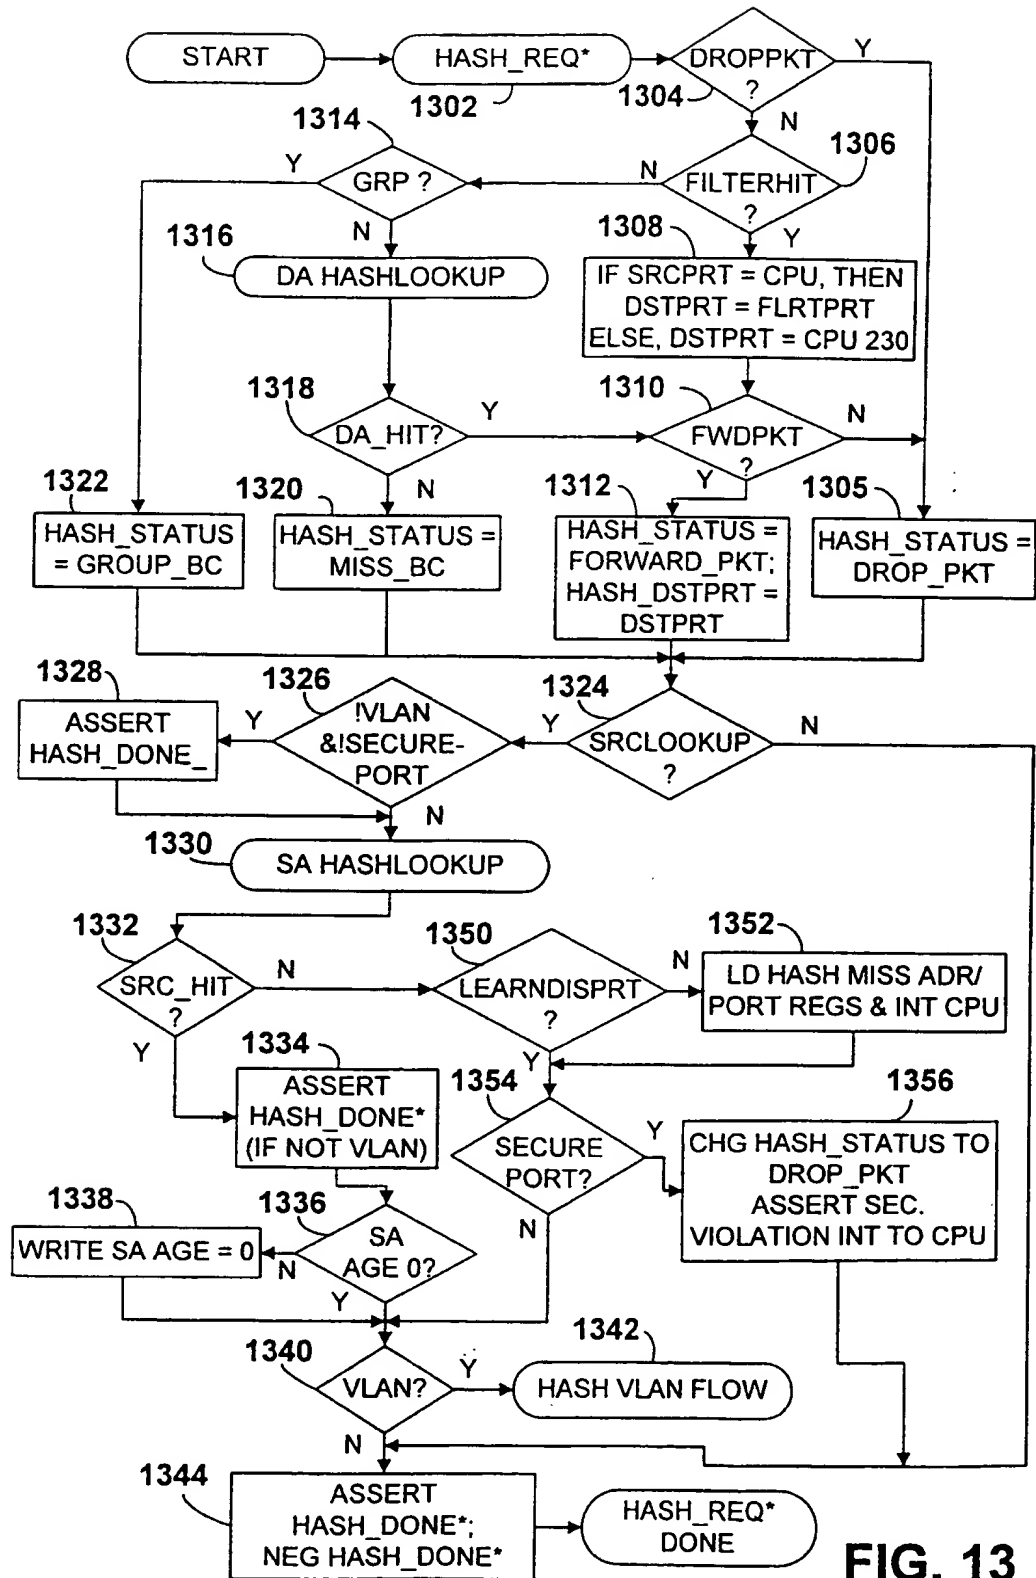 START
HASH_REQ*
1302
DROPPKT
?
1304
Y
N
1314
GRP ?
Y
N
FILTERHIT
?
1306
N
Y
1316
DA HASHLOOKUP
1308
IF SRCPRT = CPU, THEN
DSTPRT = FLRTPRT
ELSE, DSTPRT = CPU 230
1318
DA_HIT?
Y
N
1310
FWDPKT
?
N
Y
1322
HASH_STATUS
= GROUP_BC
1320
HASH_STATUS =
MISS_BC
1312
HASH_STATUS =
FORWARD_PKT;
HASH_DSTPRT =
DSTPRT
1305
HASH_STATUS =
DROP_PKT
1328
ASSERT
HASH_DONE_
1326
!VLAN
&!SECURE-
PORT
Y
N
1324
SRCLOOKUP
?
Y
N
1330
SA HASHLOOKUP
1332
SRC_HIT
?
N
Y
1350
LEARNDISPRT
?
N
Y
1352
LD HASH MISS ADR/
PORT REGS & INT CPU
1334
ASSERT
HASH_DONE*
(IF NOT VLAN)
1354
SECURE
PORT?
Y
N
1356
CHG HASH_STATUS TO
DROP_PKT
ASSERT SEC.
VIOLATION INT TO CPU
1338
WRITE SA AGE = 0
1336
SA
AGE 0?
N
Y
1340
VLAN?
Y
N
1342
HASH VLAN FLOW
1344
ASSERT
HASH_DONE*;
NEG HASH_DONE*
HASH_REQ*
DONE
FIG. 13